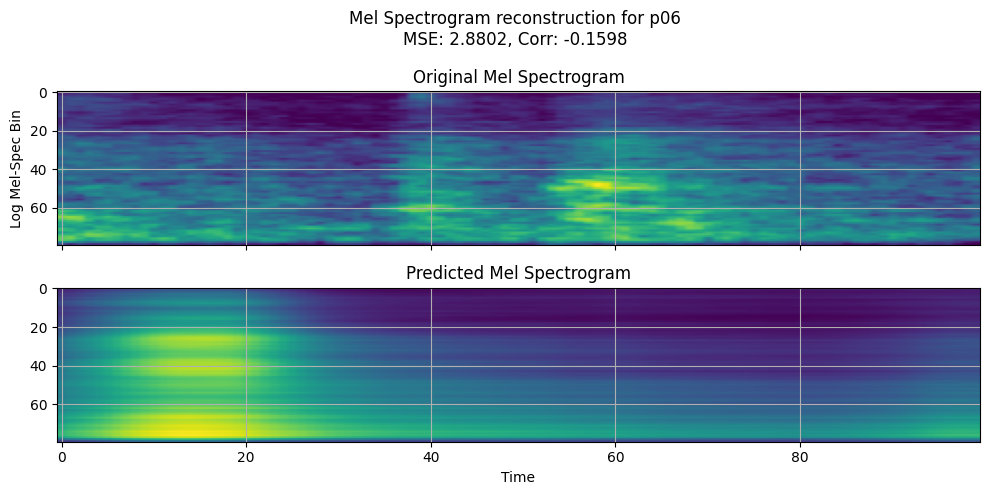 Mel Spectrogram reconstruction for p06
MSE: 2.8802, Corr: -0.1598
Original Mel Spectrogram
0
20
40
60
Log Mel-Spec Bin
Predicted Mel Spectrogram
0
20
40
60
0 20 40 60 80
Time